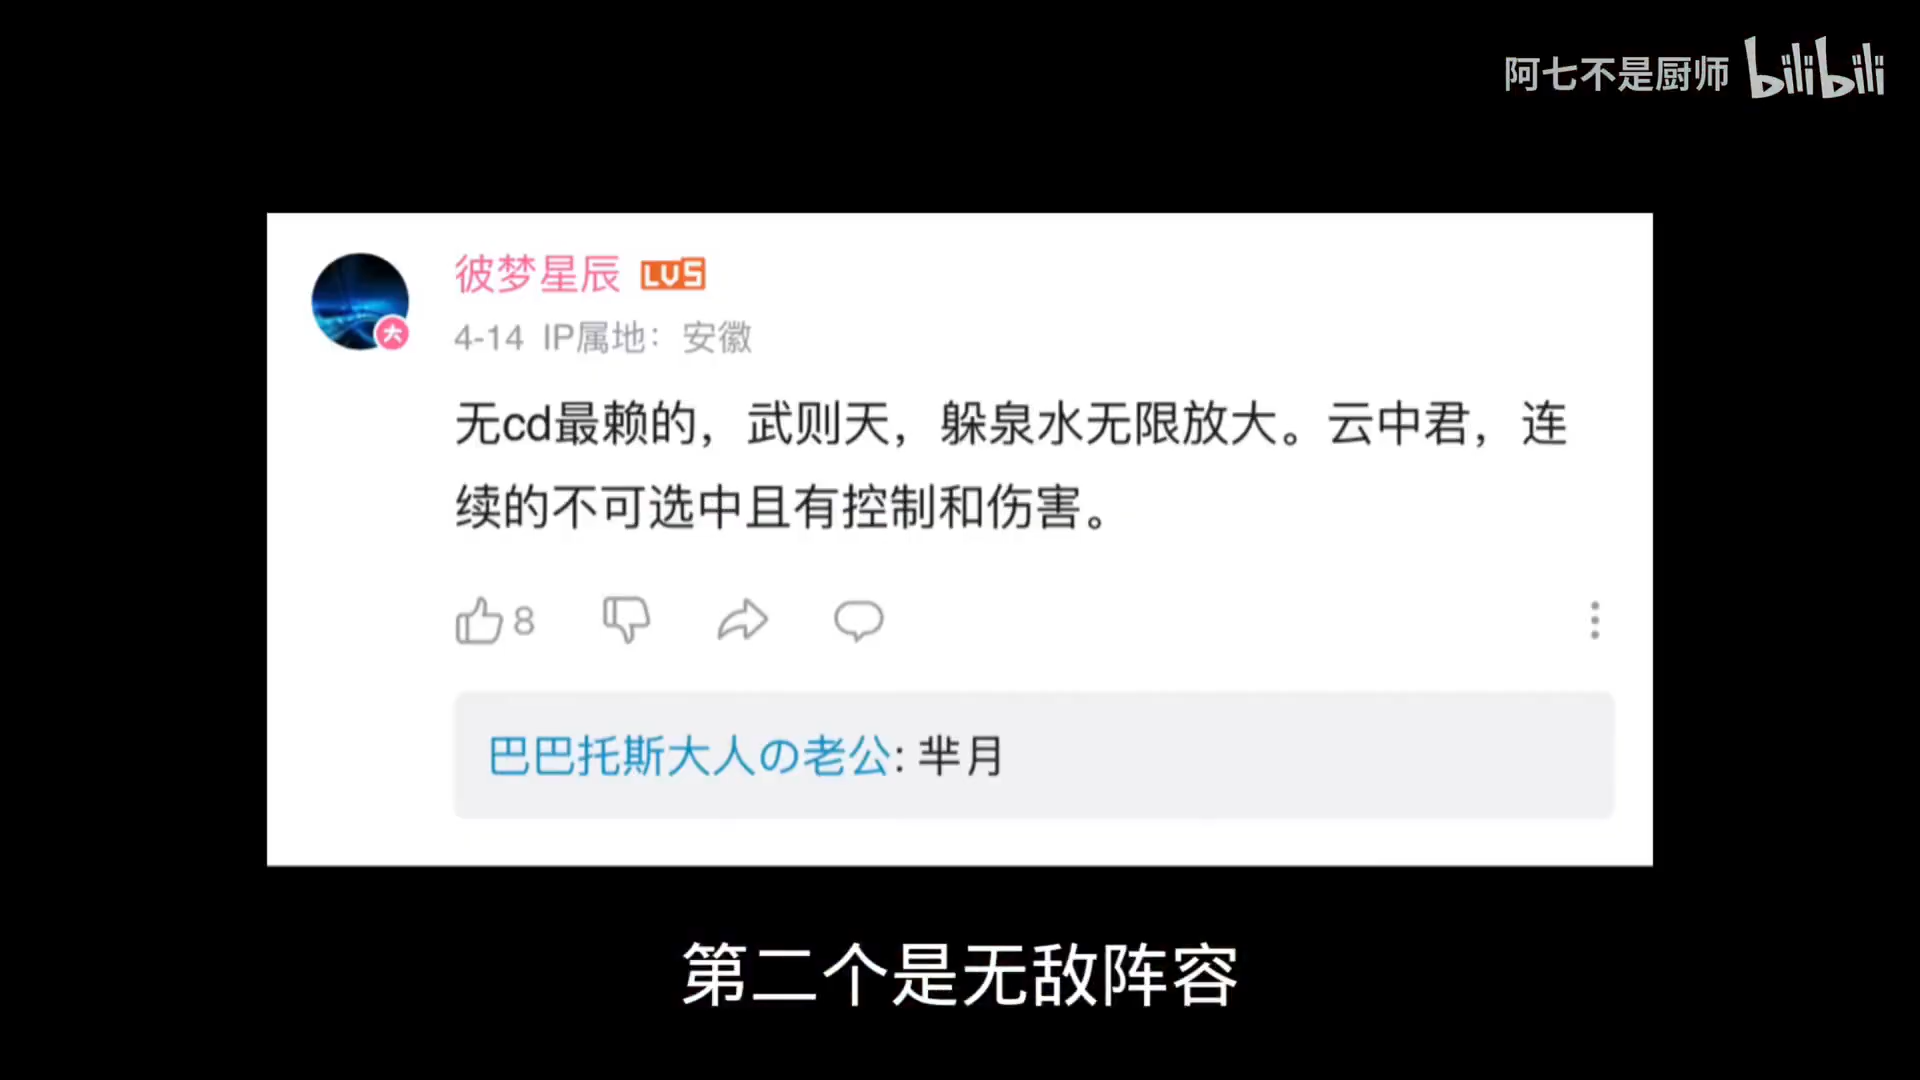 阿七不是厨师 bilibili
彼梦星辰 LV5
大
4-14 IP属地：安徽
无cd最赖的，武则天，躲泉水无限放大。云中君，连
续的不可选中且有控制和伤害。
8
巴巴托斯大人の老公: 芈月
第二个是无敌阵容